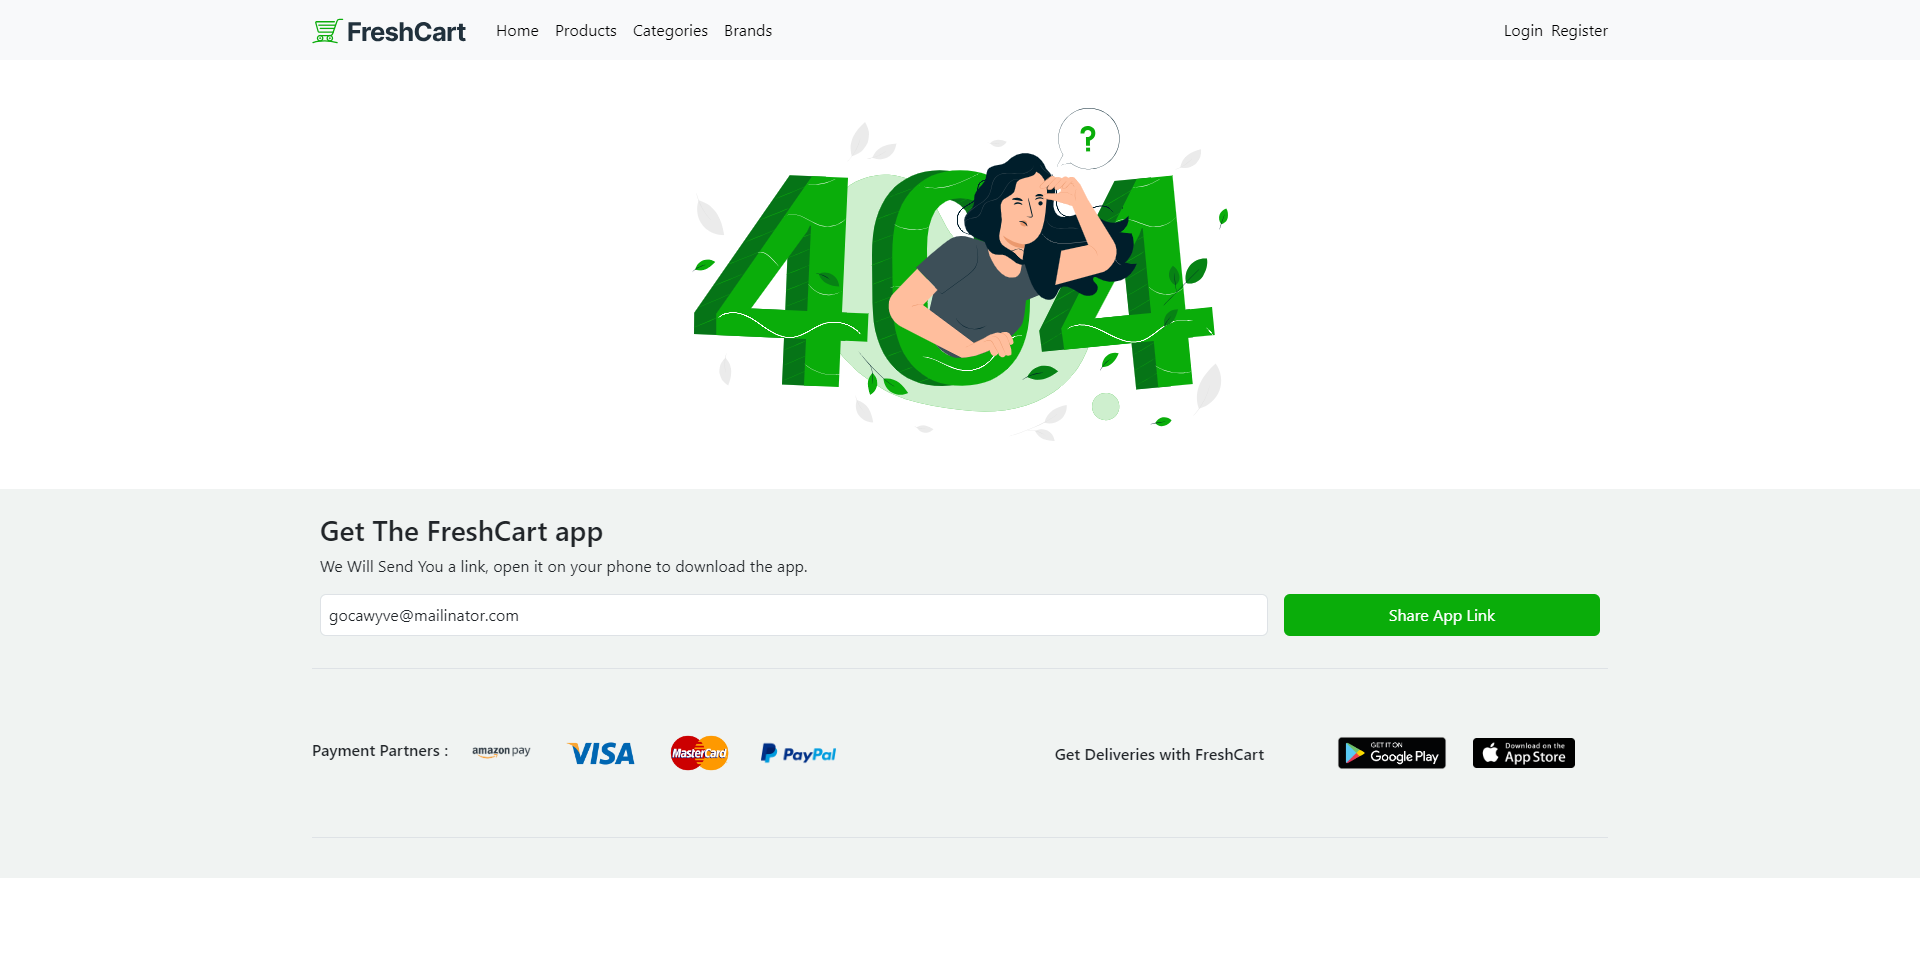 FreshCart
Home Products Categories Brands
Login Register
?
404
Get The FreshCart app
We Will Send You a link, open it on your phone to download the app.
gocawyve@mailinator.com
Share App Link
Payment Partners :
amazon pay
VISA
MasterCard
PayPal
Get Deliveries with FreshCart
GET IT ON
Google Play
Download on the
App Store